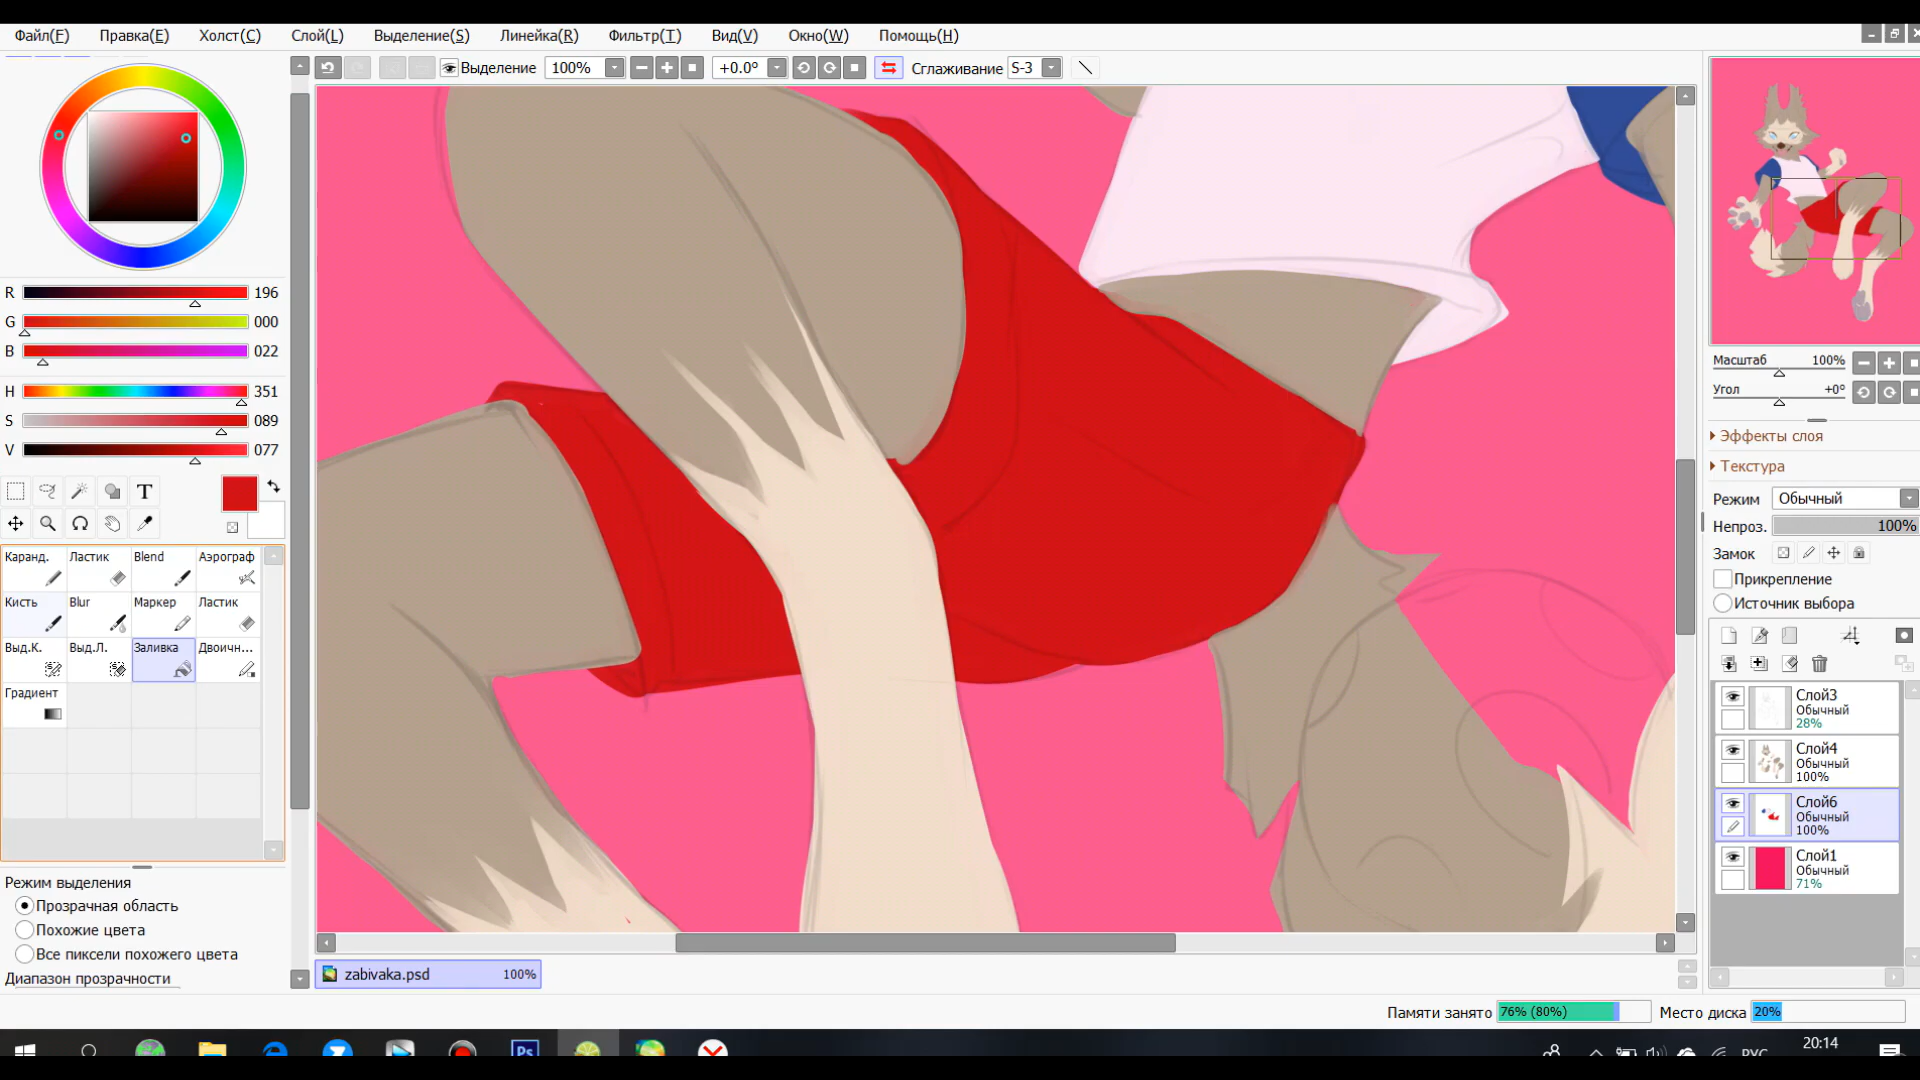 Файл(F) Правка(E) Холст(C) Слой(L) Выделение(S) Линейка(R) Фильтр(T) Вид(V) Окно(W) Помощь(H)
Выделение 100% +0.0° Сглаживание S-3
R 196
G 000
B 022
H 351
S 089
V 077
T
Каранд. Ластик Blend Аэрограф
Кисть Blur Маркер Ластик
Выд.К. Выд.Л. Заливка Двоичн...
Градиент
Режим выделения
Прозрачная область
Похожие цвета
Все пиксели похожего цвета
Диапазон прозрачности
zabivaka.psd 100%
Масштаб 100%
Угол +0°
Эффекты слоя
Текстура
Режим Обычный
Непроз. 100%
Замок
Прикрепление
Источник выбора
Слой3
Обычный
28%
Слой4
Обычный
100%
Слой6
Обычный
100%
Слой1
Обычный
71%
Памяти занято 76% (80%) Место диска 20%
Ps
РУС 20:14